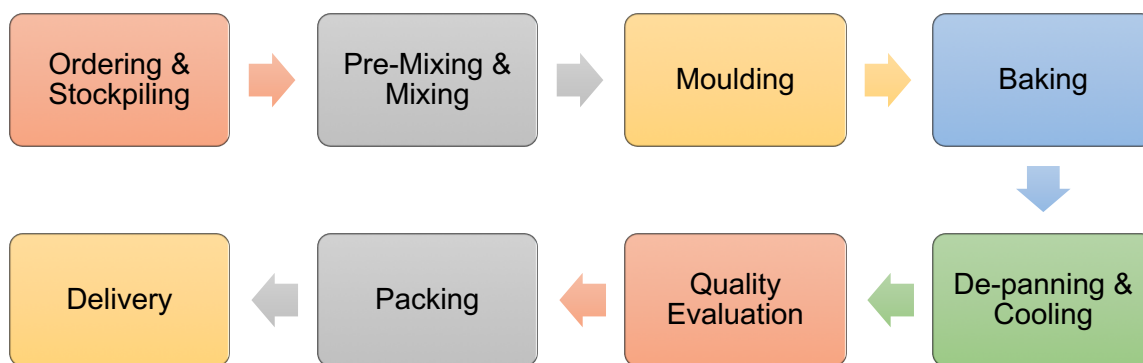 Ordering &
Stockpiling
Pre-Mixing &
Mixing
Moulding
Baking
De-panning &
Cooling
Quality
Evaluation
Packing
Delivery